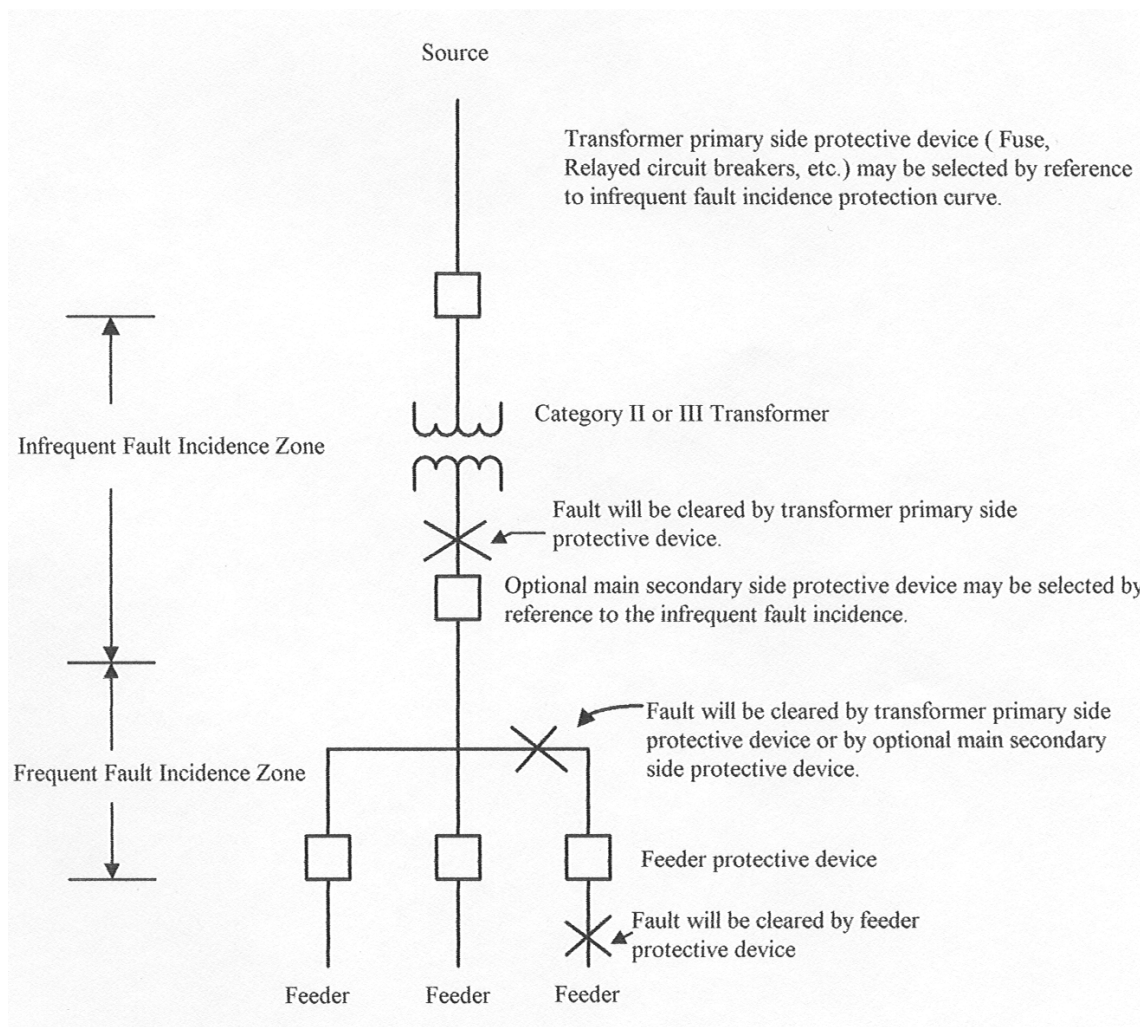 Source
Transformer primary side protective device ( Fuse,
Relayed circuit breakers, etc.) may be selected by reference
to infrequent fault incidence protection curve.
Category II or III Transformer
Infrequent Fault Incidence Zone
Fault will be cleared by transformer primary side
protective device.
Optional main secondary side protective device may be selected by
reference to the infrequent fault incidence.
Fault will be cleared by transformer primary side
protective device or by optional main secondary
side protective device.
Frequent Fault Incidence Zone
Feeder protective device
Fault will be cleared by feeder
protective device
Feeder
Feeder
Feeder